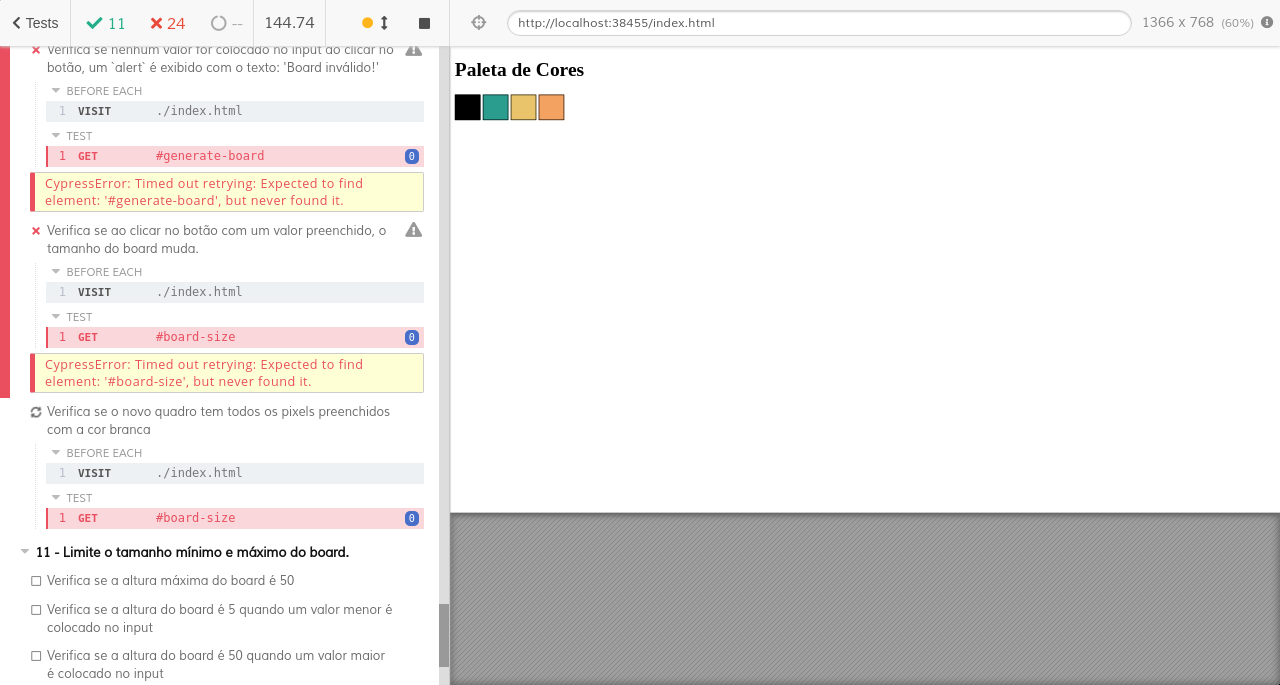 Tests
11
24
--
144.74
http://localhost:38455/index.html
1366 x 768 (60%)
Verifica se nenhum valor for colocado no input ao clicar no
botão, um `alert` é exibido com o texto: 'Board inválido!'
BEFORE EACH
1 VISIT ./index.html
TEST
1 GET #generate-board 0
CypressError: Timed out retrying: Expected to find
element: '#generate-board', but never found it.
Verifica se ao clicar no botão com um valor preenchido, o
tamanho do board muda.
BEFORE EACH
1 VISIT ./index.html
TEST
1 GET #board-size 0
CypressError: Timed out retrying: Expected to find
element: '#board-size', but never found it.
Verifica se o novo quadro tem todos os pixels preenchidos
com a cor branca
BEFORE EACH
1 VISIT ./index.html
TEST
1 GET #board-size 0
11 - Limite o tamanho mínimo e máximo do board.
Verifica se a altura máxima do board é 50
Verifica se a altura do board é 5 quando um valor menor é
colocado no input
Verifica se a altura do board é 50 quando um valor maior
é colocado no input
Paleta de Cores